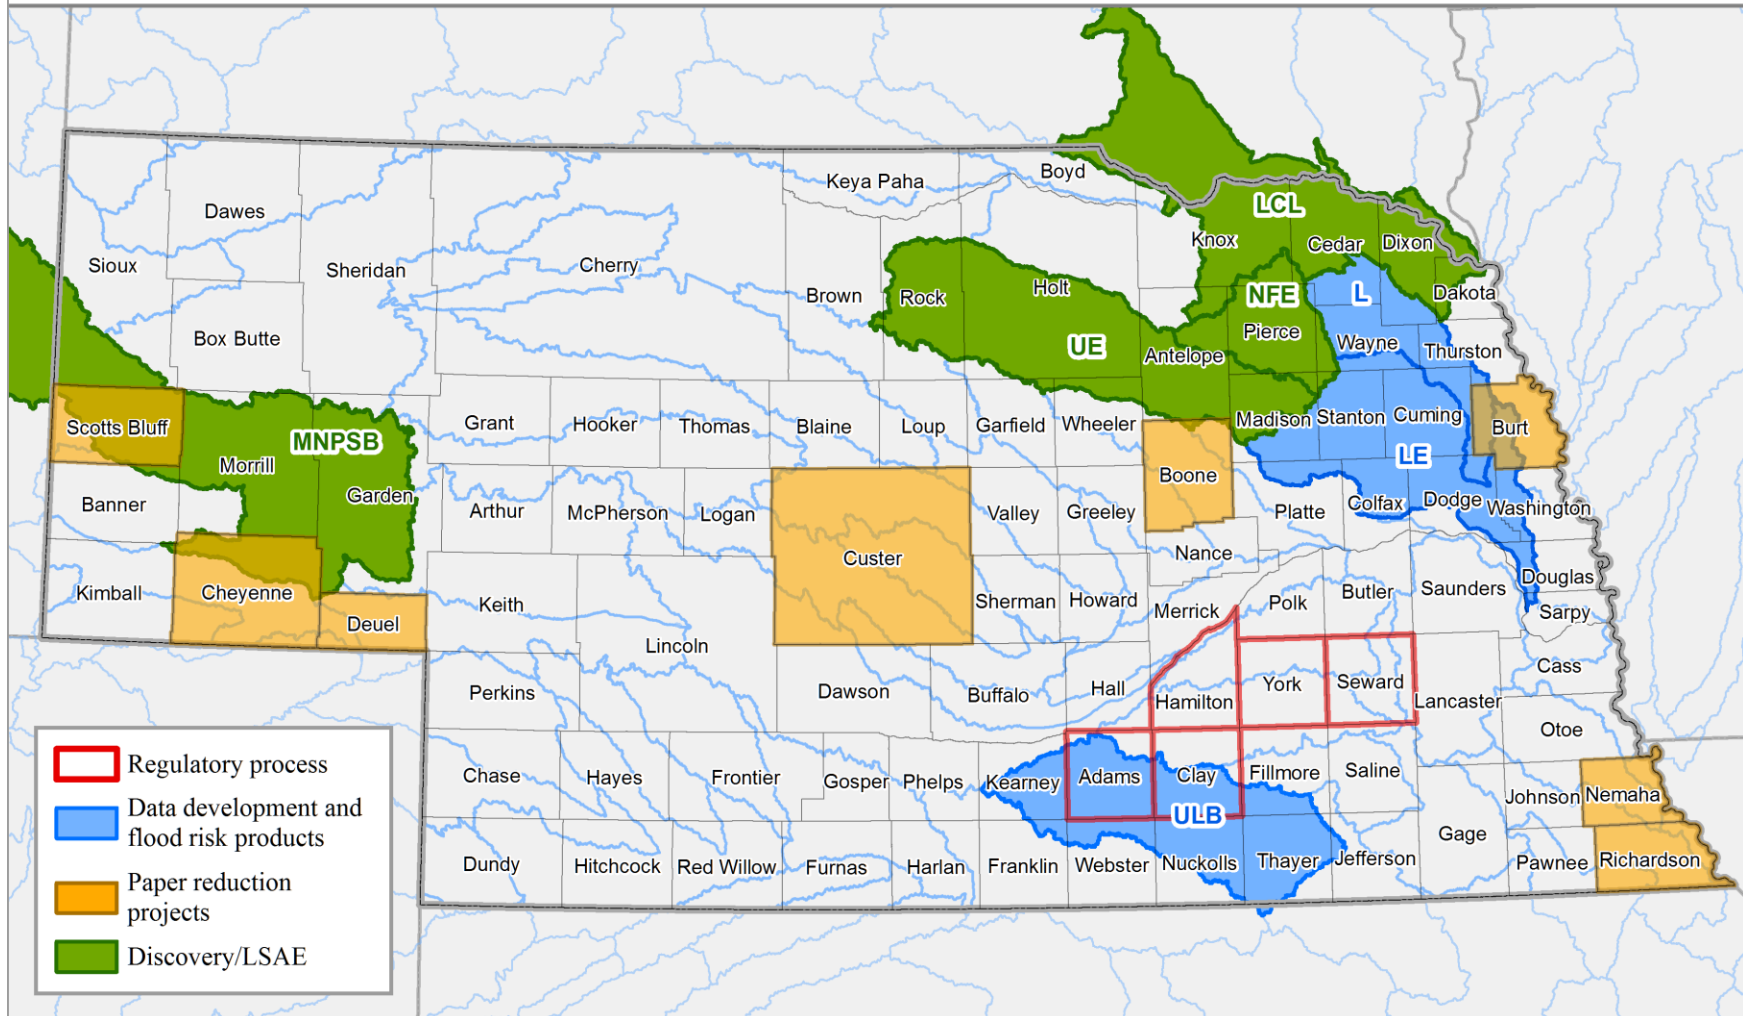 Boyd
Keya Paha
LCL
Dawes
Knox
Cedar
Dixon
Sioux
Sheridan
Cherry
Brown
Rock
Holt
NFE
L
Dakota
Box Butte
UE
Pierce
Antelope
Wayne
Thurston
Scotts Bluff
MNPSB
Morrill
Grant
Hooker
Thomas
Blaine
Loup
Garfield
Wheeler
Madison
Stanton
Cuming
Burt
LE
Banner
Garden
Arthur
McPherson
Logan
Valley
Greeley
Boone
Platte
Colfax
Dodge
Washington
Custer
Nance
Kimball
Cheyenne
Deuel
Keith
Lincoln
Sherman
Howard
Merrick
Polk
Butler
Saunders
Douglas
Sarpy
Perkins
Dawson
Buffalo
Hall
Hamilton
York
Seward
Lancaster
Cass
Otoe
Chase
Hayes
Frontier
Gosper
Phelps
Kearney
Adams
Clay
Fillmore
Saline
ULB
Johnson
Nemaha
Dundy
Hitchcock
Red Willow
Furnas
Harlan
Franklin
Webster
Nuckolls
Thayer
Jefferson
Gage
Pawnee
Richardson
Regulatory process
Data development and
flood risk products
Paper reduction
projects
Discovery/LSAE